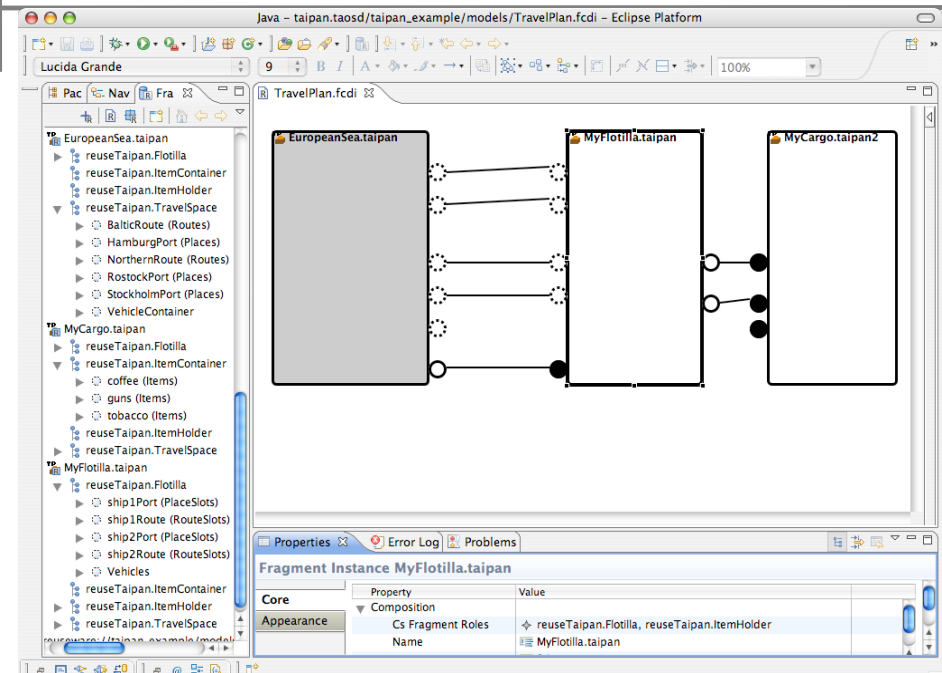 Java – taipan.taosd/taipan_example/models/TravelPlan.fcdi – Eclipse Platform
Lucida Grande
9
B I A
100%
Pac Nav Fra
TravelPlan.fcdi
EuropeanSea.taipan
reuseTaipan.Flotilla
reuseTaipan.ItemContainer
reuseTaipan.ItemHolder
reuseTaipan.TravelSpace
BalticRoute (Routes)
HamburgPort (Places)
NorthernRoute (Routes)
RostockPort (Places)
StockholmPort (Places)
VehicleContainer
MyCargo.taipan
reuseTaipan.Flotilla
reuseTaipan.ItemContainer
coffee (Items)
guns (Items)
tobacco (Items)
reuseTaipan.ItemHolder
reuseTaipan.TravelSpace
MyFlotilla.taipan
reuseTaipan.Flotilla
ship1Port (PlaceSlots)
ship1Route (RouteSlots)
ship2Port (PlaceSlots)
ship2Route (RouteSlots)
Vehicles
reuseTaipan.ItemContainer
reuseTaipan.ItemHolder
reuseTaipan.TravelSpace
EuropeanSea.taipan
MyFlotilla.taipan
MyCargo.taipan2
Properties Error Log Problems
Fragment Instance MyFlotilla.taipan
Core
Appearance
Property Value
Composition
Cs Fragment Roles reuseTaipan.Flotilla, reuseTaipan.ItemHolder
Name MyFlotilla.taipan